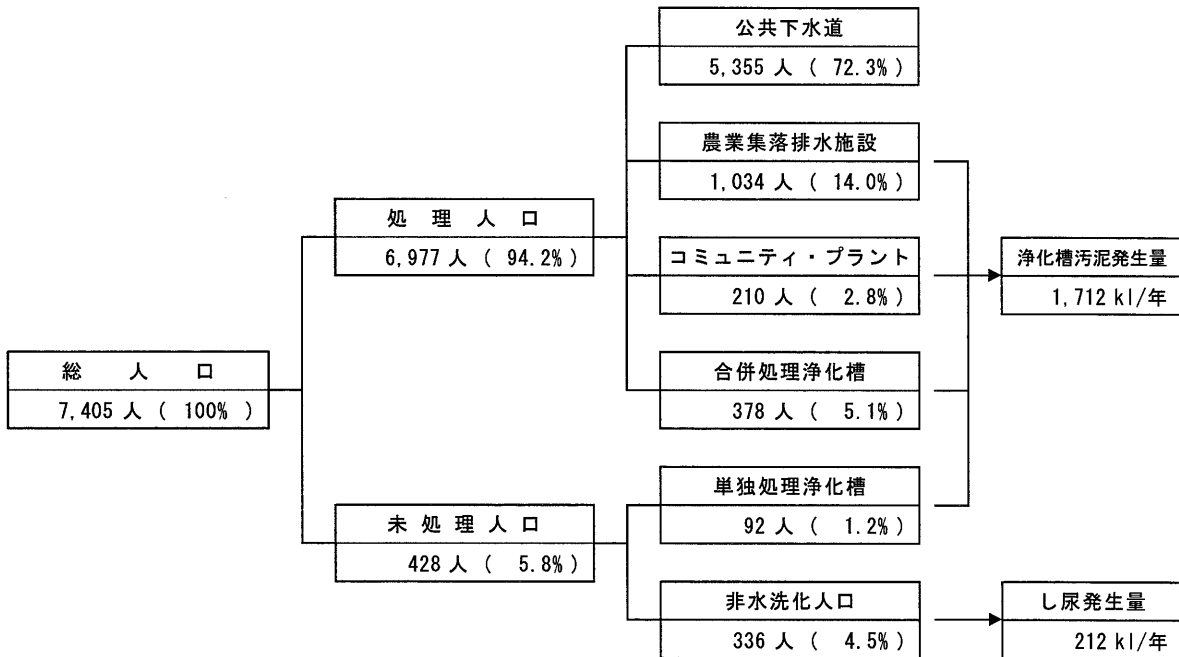 公共下水道
5,355 人 ( 72.3% )
農業集落排水施設
1,034 人 ( 14.0% )
処理人口
6,977 人 ( 94.2% )
コミュニティ・プラント
210 人 ( 2.8% )
浄化槽汚泥発生量
1,712 kl/年
総人口
7,405 人 ( 100% )
合併処理浄化槽
378 人 ( 5.1% )
単独処理浄化槽
92 人 ( 1.2% )
未処理人口
428 人 ( 5.8% )
非水洗化人口
336 人 ( 4.5% )
し尿発生量
212 kl/年